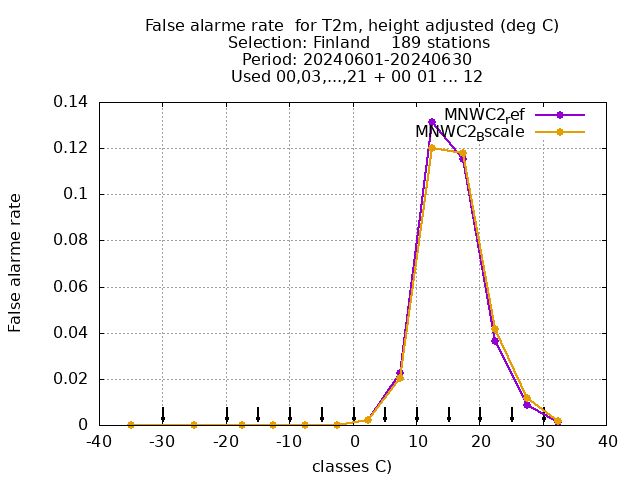 False alarme rate  for T2m, height adjusted (deg C)
Selection: Finland    189 stations
Period: 20240601-20240630
Used 00,03,...,21 + 00 01 ... 12
MNWC2ref
MNWC2Bscale
0.14
0.12
0.1
0.08
0.06
0.04
0.02
0
False alarme rate
-40 -30 -20 -10 0 10 20 30 40
classes C)